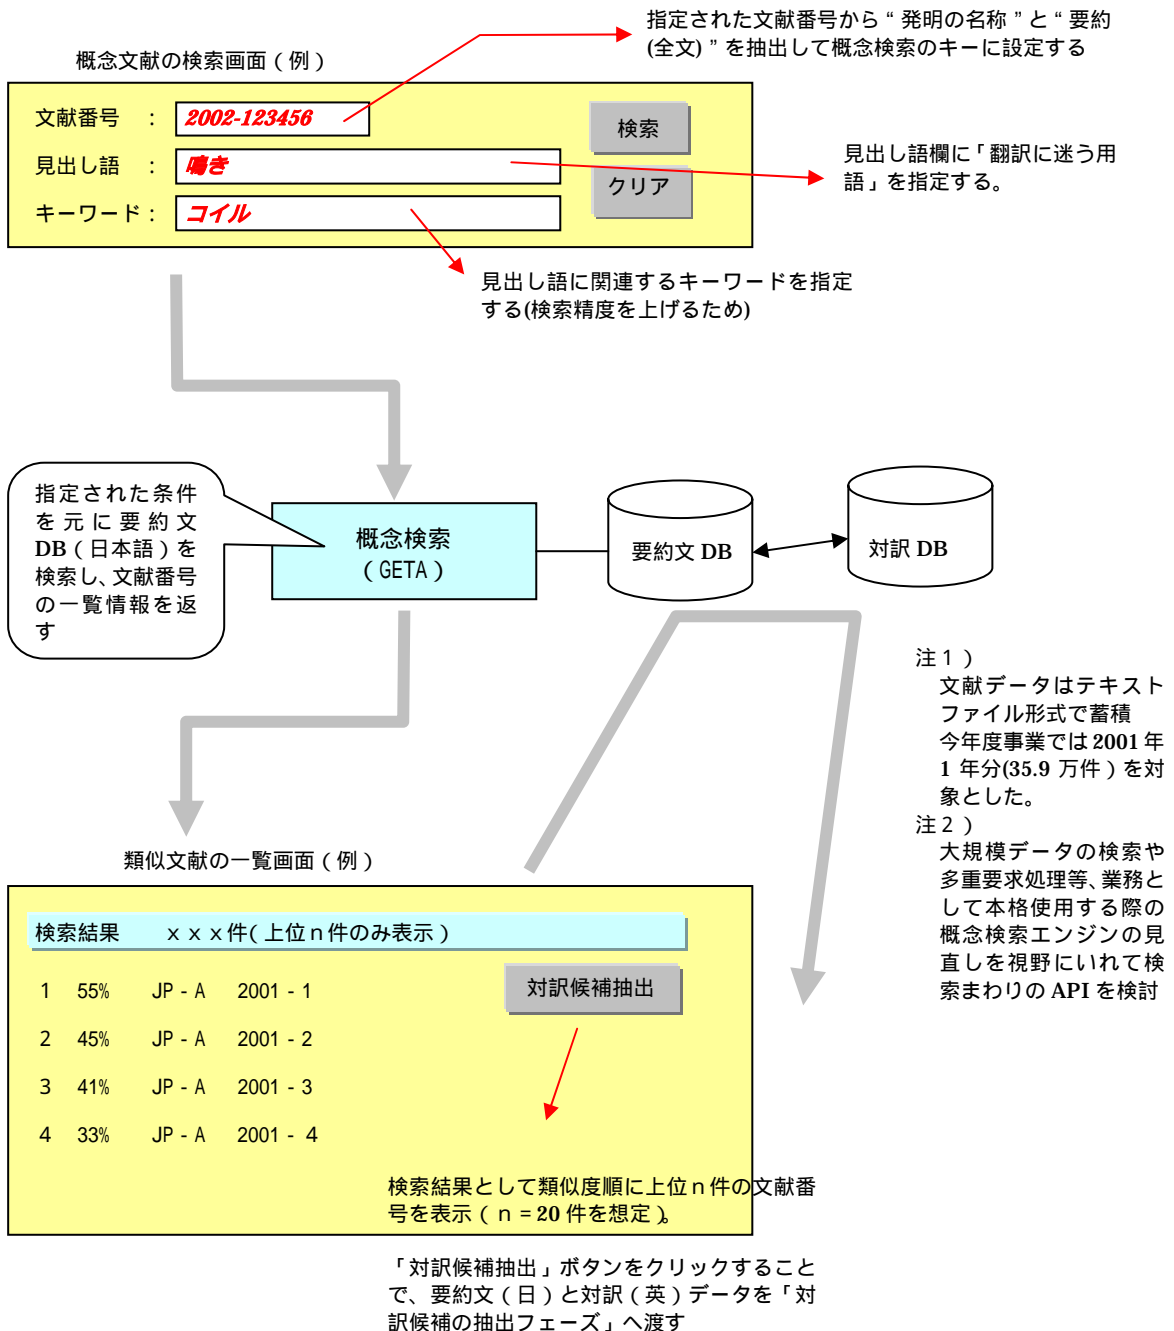 指定された文献番号から“発明の名称”と“要約
(全文)”を抽出して概念検索のキーに設定する
概念文献の検索画面(例)
文献番号 : 2002-123456
検索
見出し語 : 鳴き
クリア
キーワード: コイル
見出し語欄に「翻訳に迷う用
語」を指定する。
見出し語に関連するキーワードを指定
する(検索精度を上げるため)
指定された条件
を元に要約文
DB(日本語)を
検索し、文献番号
の一覧情報を返
す
概念検索
(GETA)
要約文 DB
対訳 DB
注1)
文献データはテキスト
ファイル形式で蓄積
今年度事業では 2001 年
1 年分(35.9 万件)を対
象とした。
注2)
大規模データの検索や
多重要求処理等、業務と
して本格使用する際の
概念検索エンジンの見
直しを視野にいれて検
索まわりの API を検討
類似文献の一覧画面(例)
検索結果 xxx件(上位n件のみ表示)
対訳候補抽出
1 55% JP-A 2001-1
2 45% JP-A 2001-2
3 41% JP-A 2001-3
4 33% JP-A 2001-4
検索結果として類似度順に上位n件の文献番
号を表示(n=20 件を想定)。
「対訳候補抽出」ボタンをクリックすること
で、要約文(日)と対訳(英)データを「対
訳候補の抽出フェーズ」へ渡す